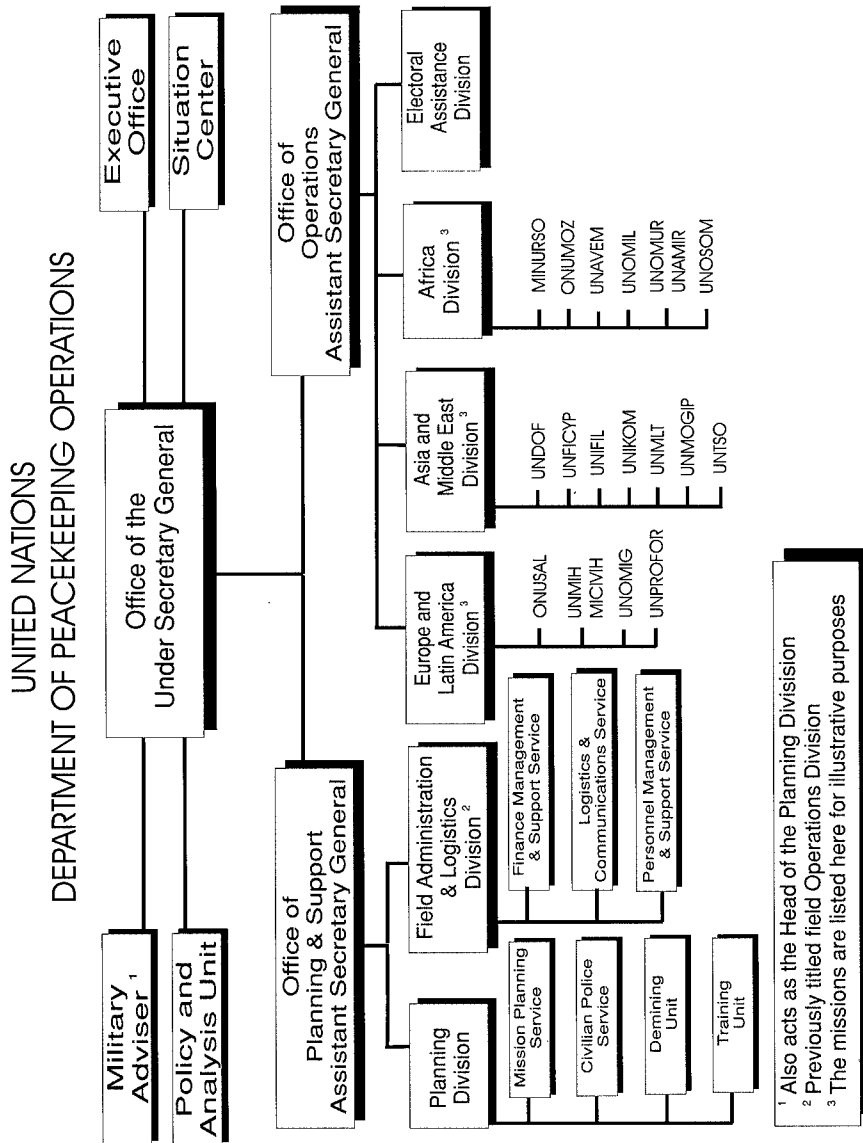 UNITED NATIONS
DEPARTMENT OF PEACEKEEPING OPERATIONS
Military
Adviser 1
Policy and
Analysis Unit
Office of the
Under Secretary General
Executive
Office
Situation
Center
Office of
Planning & Support
Assistant Secretary General
Office of
Operations
Assistant Secretary General
Planning
Division
Field Administration
& Logistics
Division 2
Europe and
Latin America
Division 3
Asia and
Middle East
Division 3
Africa
Division 3
Electoral
Assistance
Division
Mission Planning
Service
Civilian Police
Service
Demining
Unit
Training
Unit
Finance Management
& Support Service
Logistics &
Communications Service
Personnel Management
& Support Service
ONUSAL
UNMIH
MICIVIH
UNOMIG
UNPROFOR
UNDOF
UNFICYP
UNIFIL
UNIKOM
UNMLT
UNMOGIP
UNTSO
MINURSO
ONUMOZ
UNAVEM
UNOMIL
UNOMUR
UNAMIR
UNOSOM
1 Also acts as the Head of the Planning Divisision
2 Previously titled field Operations Division
3 The missions are listed here for illustrative purposes